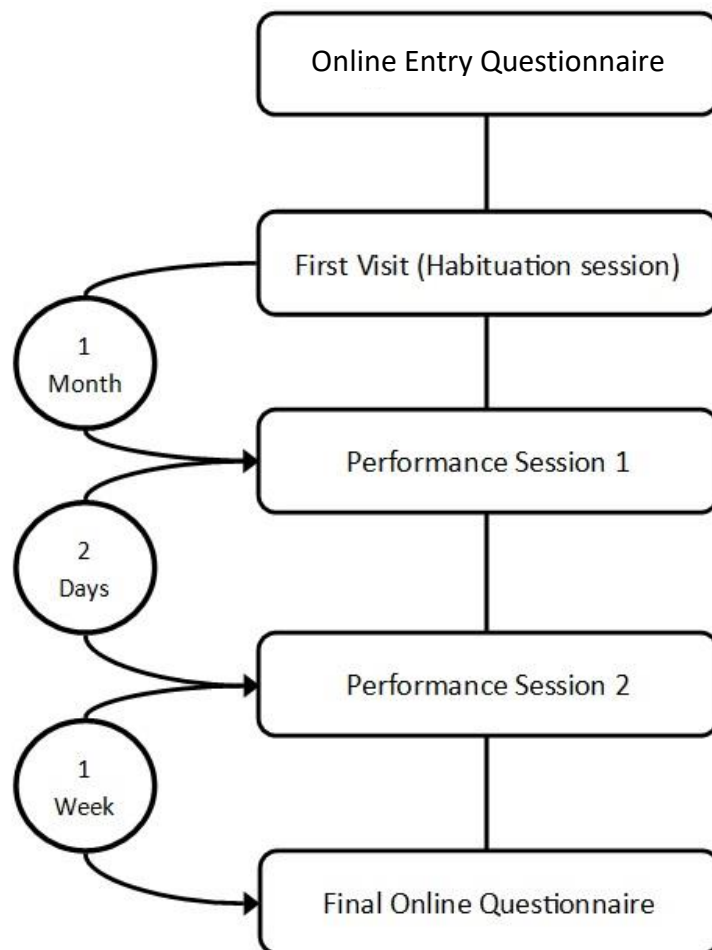 Online Entry Questionnaire
First Visit (Habituation session)
1
Month
Performance Session 1
2
Days
Performance Session 2
1
Week
Final Online Questionnaire